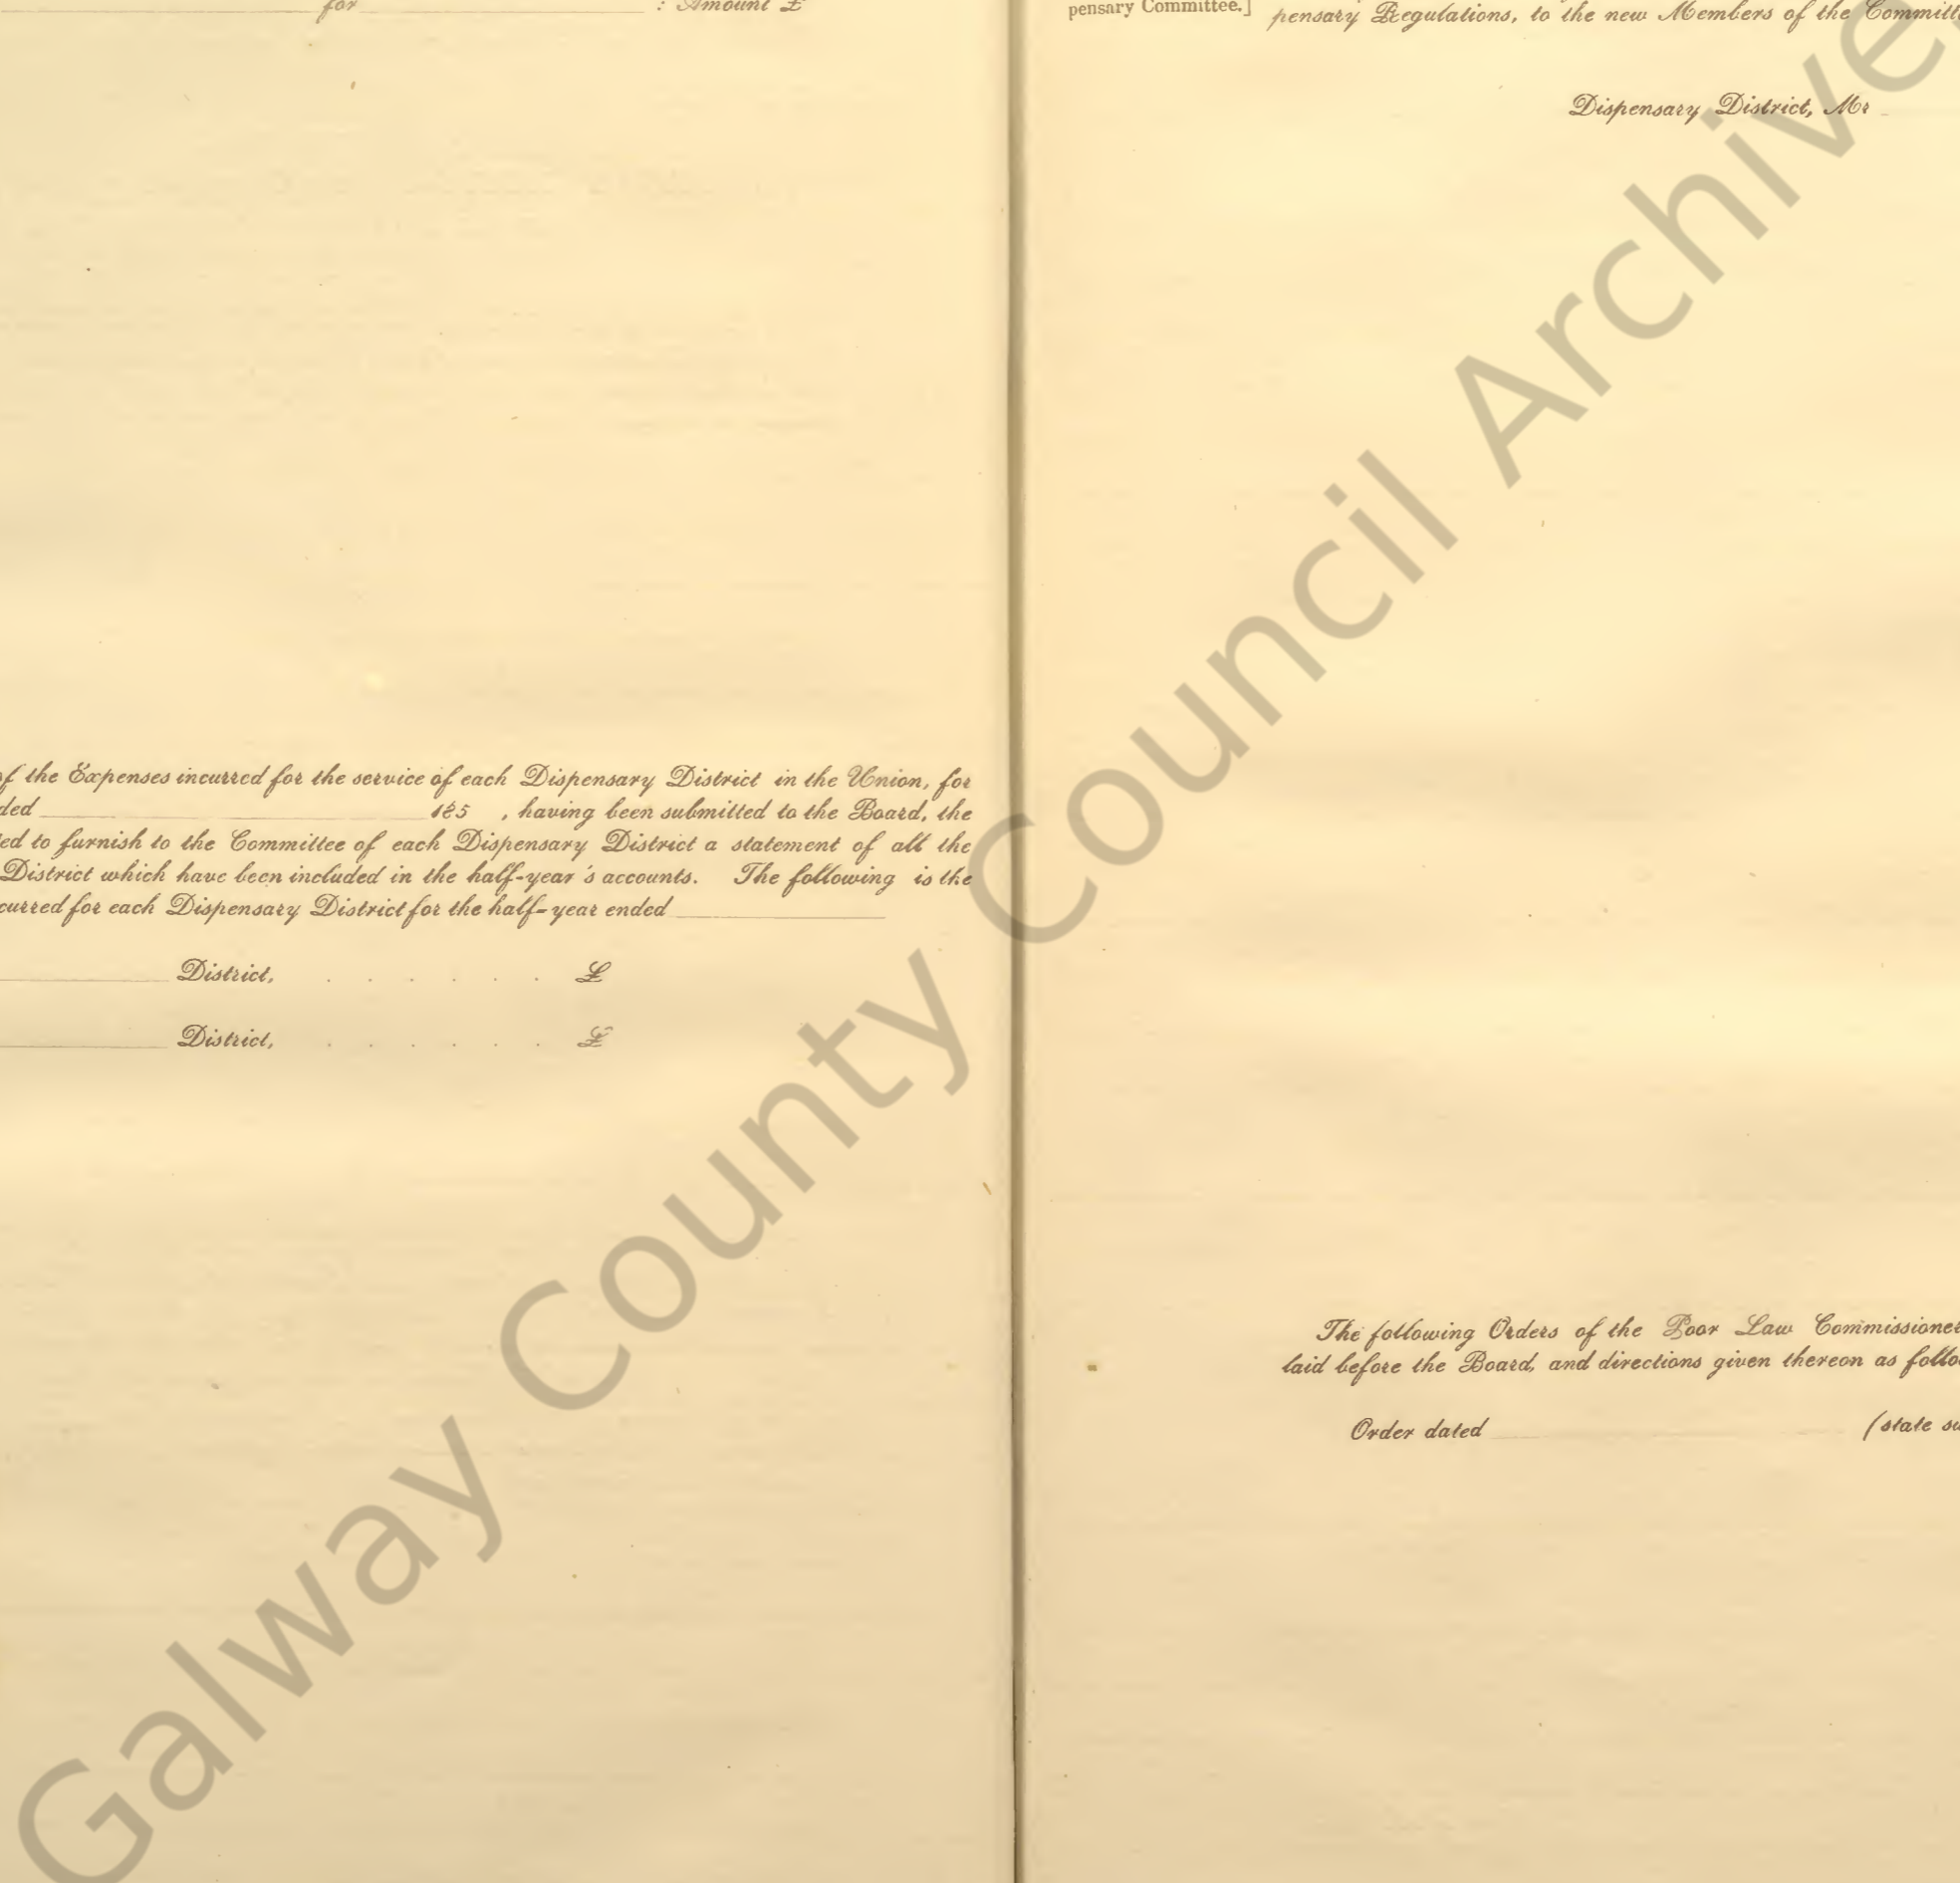 for : Amount £
f the Expenses incurred for the service of each Dispensary District in the Union, for
ded 185 , having been submitted to the Board, the
ed to furnish to the Committee of each Dispensary District a statement of all the
District which have been included in the half-year's accounts. The following is the
curred for each Dispensary District for the half-year ended
District, . . . . . . £
District, . . . . . . £
pensary Committee.]
pensary Regulations, to the new Members of the Committ
Dispensary District, Mr
The following Orders of the Poor Law Commissioner
laid before the Board, and directions given thereon as follo
Order dated (state su
Galway County Council Archive